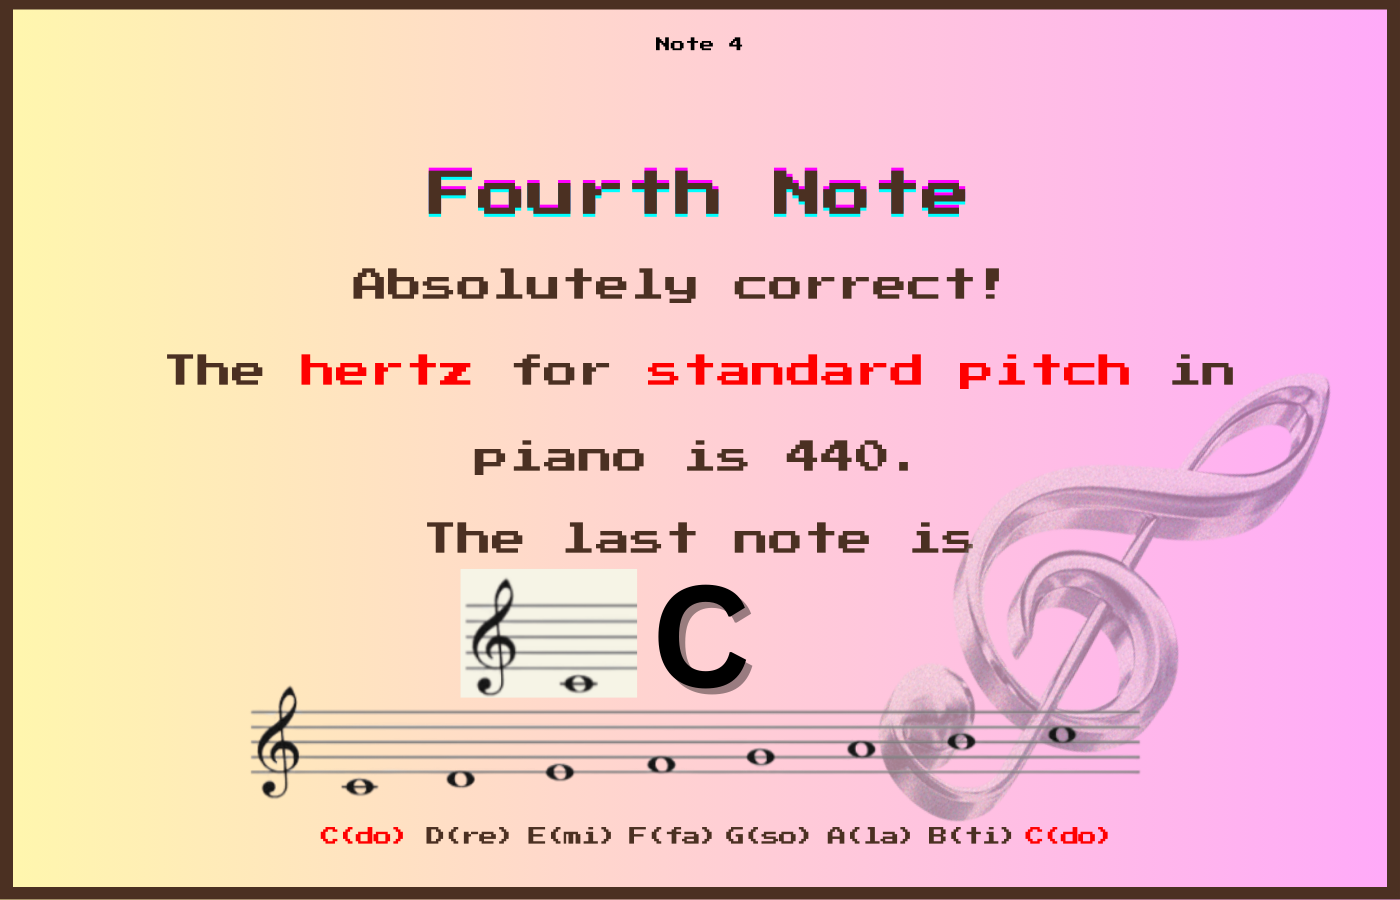 Note 4
Fourth Note
Absolutely correct!
The hertz for standard pitch in
piano is 440.
The last note is
C
C(do) D(re) E(mi) F(fa) G(so) A(la) B(ti) C(do)